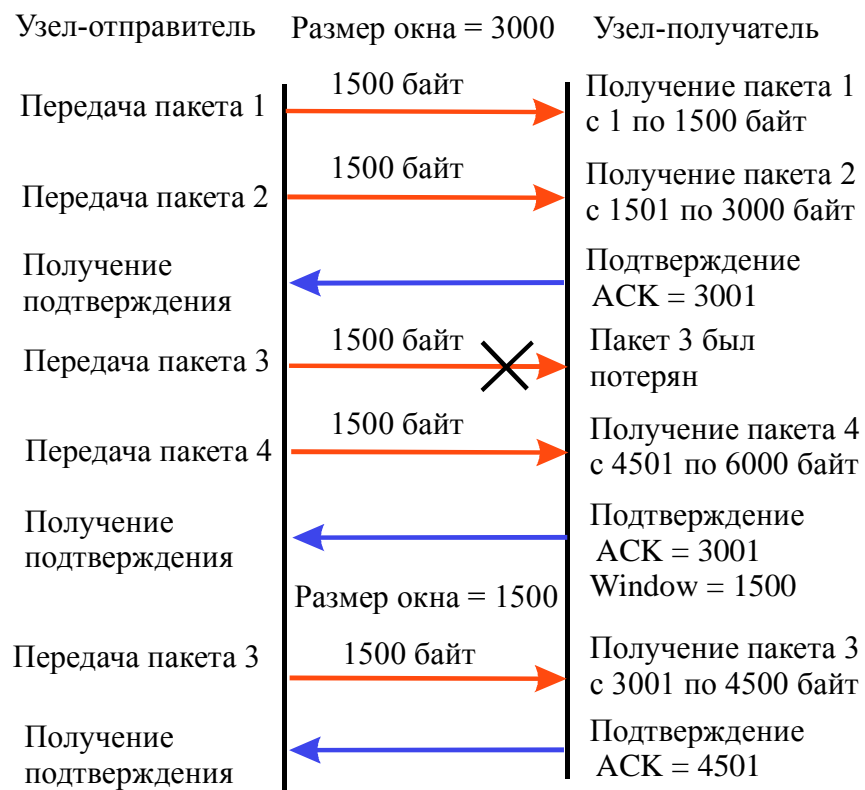 Узел-отправитель
Размер окна = 3000
Узел-получатель
Передача пакета 1
1500 байт
Получение пакета 1
с 1 по 1500 байт
Передача пакета 2
1500 байт
Получение пакета 2
с 1501 по 3000 байт
Получение
подтверждения
Подтверждение
ACK = 3001
Передача пакета 3
1500 байт
Пакет 3 был
потерян
Передача пакета 4
1500 байт
Получение пакета 4
с 4501 по 6000 байт
Получение
подтверждения
Подтверждение
ACK = 3001
Window = 1500
Размер окна = 1500
Передача пакета 3
1500 байт
Получение пакета 3
с 3001 по 4500 байт
Получение
подтверждения
Подтверждение
ACK = 4501